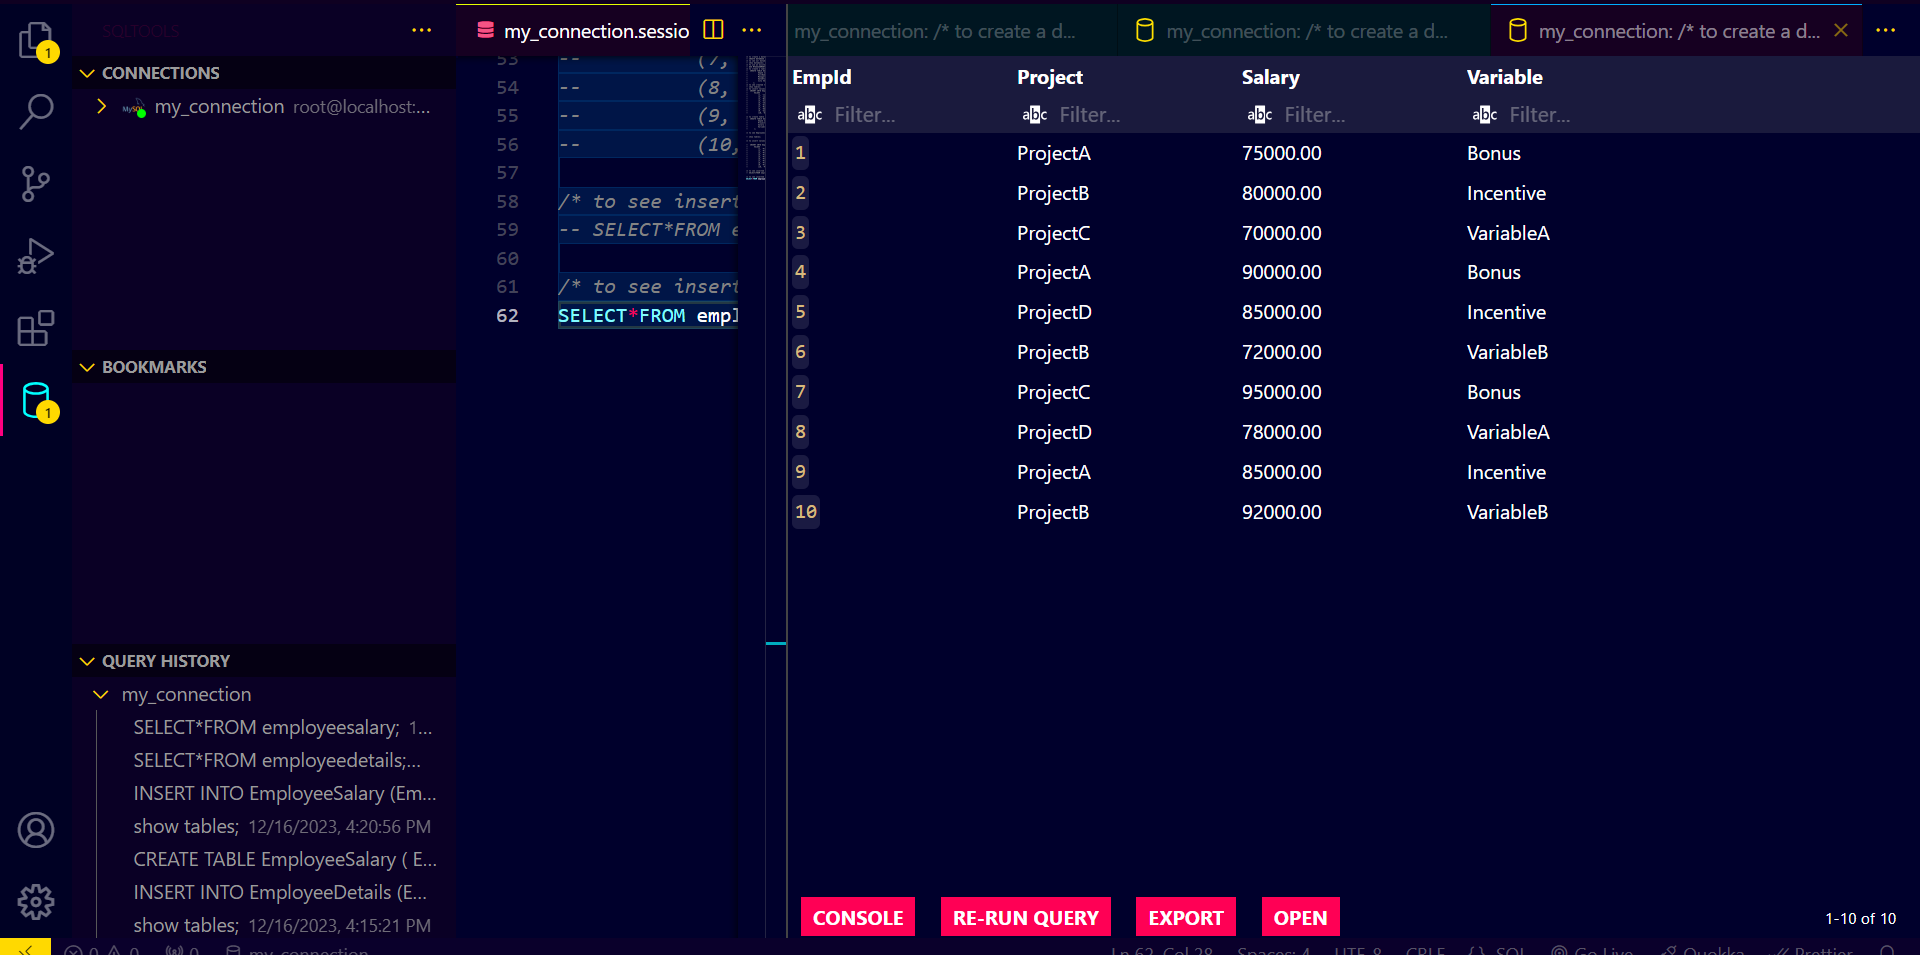 1
SQLTOOLS
CONNECTIONS
my_connection root@localhost:...
BOOKMARKS
1
QUERY HISTORY
my_connection
SELECT*FROM employeesalary; 1...
SELECT*FROM employeedetails;...
INSERT INTO EmployeeSalary (Em...
show tables; 12/16/2023, 4:20:56 PM
CREATE TABLE EmployeeSalary ( E...
INSERT INTO EmployeeDetails (E...
show tables; 12/16/2023, 4:15:21 PM
my_connection.sessio
53 -- (7,
54 -- (8,
55 -- (9,
56 -- (10,
57
58 /* to see insert
59 -- SELECT*FROM e
60
61 /* to see insert
62 SELECT*FROM empl
my_connection: /* to create a d...
my_connection: /* to create a d...
my_connection: /* to create a d...
EmpId Project Salary Variable
abc Filter... abc Filter... abc Filter... abc Filter...
1 ProjectA 75000.00 Bonus
2 ProjectB 80000.00 Incentive
3 ProjectC 70000.00 VariableA
4 ProjectA 90000.00 Bonus
5 ProjectD 85000.00 Incentive
6 ProjectB 72000.00 VariableB
7 ProjectC 95000.00 Bonus
8 ProjectD 78000.00 VariableA
9 ProjectA 85000.00 Incentive
10 ProjectB 92000.00 VariableB
CONSOLE RE-RUN QUERY EXPORT OPEN
1-10 of 10
0 0 0 my_connection Ln 62, Col 28 Spaces: 4 UTF-8 CRLF SQL Go Live Quokka Prettier